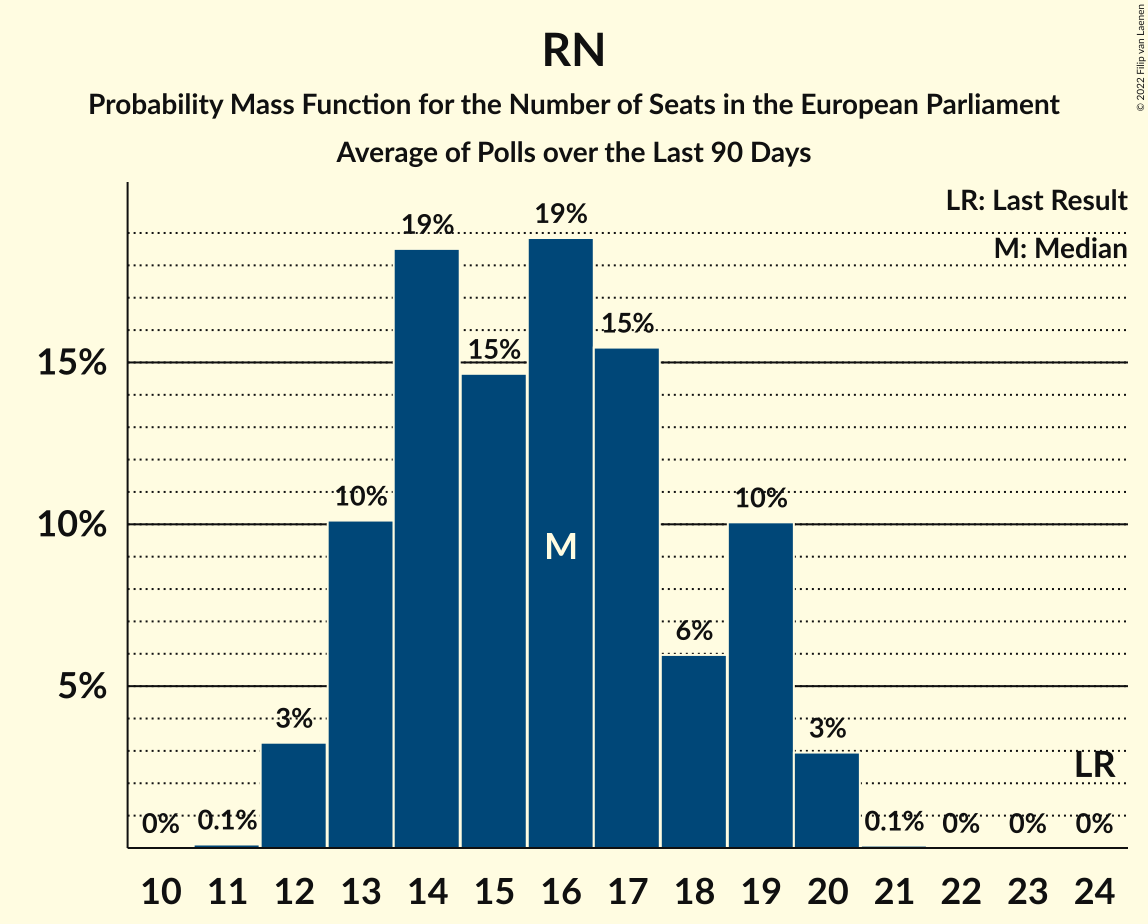 RN
Probability Mass Function for the Number of Seats in the European Parliament
Average of Polls over the Last 90 Days
© 2022 Filip van Laenen
LR: Last Result
M: Median
19%
19%
15%
15%
15%
10%
10%
10%
M
6%
5%
3%
3%
LR
0%
0.1%
0.1%
0%
0%
0%
10 11 12 13 14 15 16 17 18 19 20 21 22 23 24